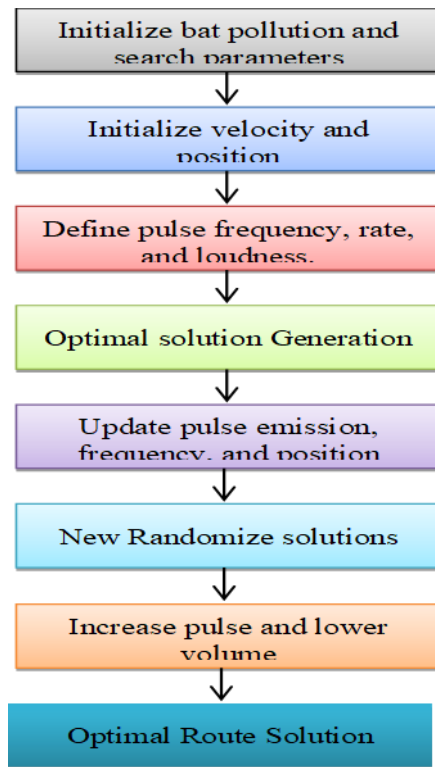 Initialize bat pollution and
search parameters
Initialize velocity and
position
Define pulse frequency, rate,
and loudness.
Optimal solution Generation
Update pulse emission,
frequency, and position
New Randomize solutions
Increase pulse and lower
volume
Optimal Route Solution